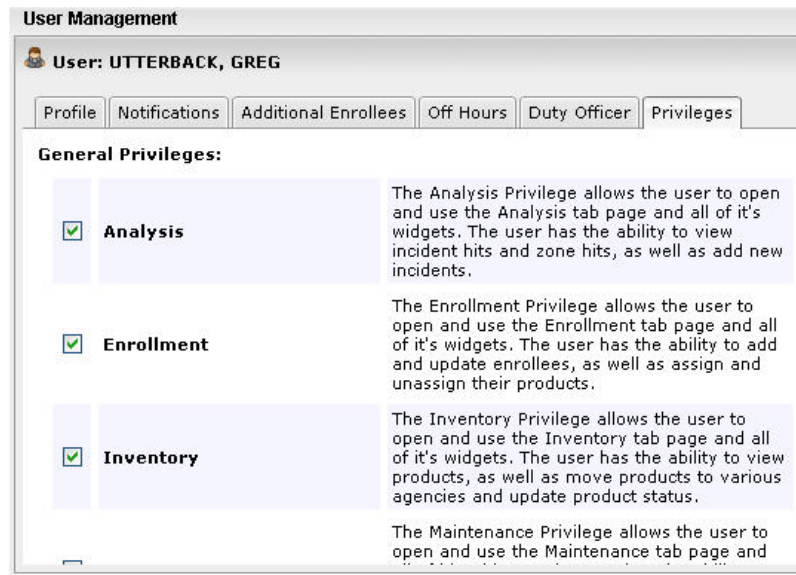 User Management
User: UTTERBACK, GREG
Profile Notifications Additional Enrollees Off Hours Duty Officer Privileges
General Privileges:
Analysis
The Analysis Privilege allows the user to open
and use the Analysis tab page and all of it's
widgets. The user has the ability to view
incident hits and zone hits, as well as add new
incidents.
Enrollment
The Enrollment Privilege allows the user to
open and use the Enrollment tab page and all
of it's widgets. The user has the ability to add
and update enrollees, as well as assign and
unassign their products.
Inventory
The Inventory Privilege allows the user to
open and use the Inventory tab page and all
of it's widgets. The user has the ability to view
products, as well as move products to various
agencies and update product status.
The Maintenance Privilege allows the user to
open and use the Maintenance tab page and